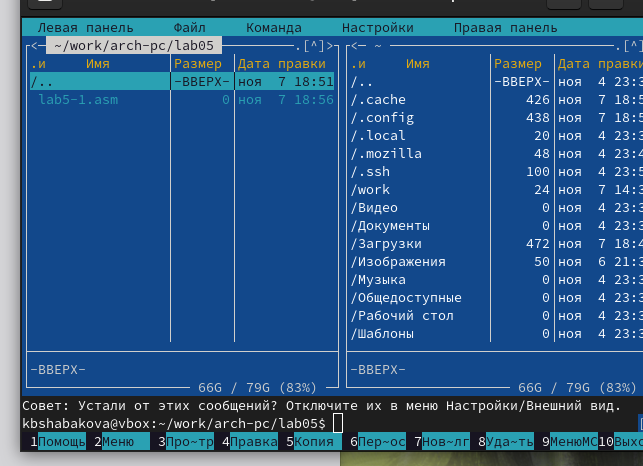 Левая панель Файл Команда Настройки Правая панель
<- ~/work/arch-pc/lab05 .[^]> <- ~ .[^]>
.и Имя Размер Дата правки .и Имя Размер Дата правки
/.. -ВВЕРХ- ноя 7 18:51 /.. -ВВЕРХ- ноя 4 23:3
lab5-1.asm 0 ноя 7 18:56 /.cache 426 ноя 7 18:5
/.config 438 ноя 7 18:5
/.local 20 ноя 4 23:3
/.mozilla 48 ноя 4 23:4
/.ssh 100 ноя 4 23:5
/work 24 ноя 7 14:3
/Видео 0 ноя 4 23:3
/Документы 0 ноя 4 23:3
/Загрузки 472 ноя 7 18:4
/Изображения 50 ноя 6 21:3
/Музыка 0 ноя 4 23:3
/Общедоступные 0 ноя 4 23:3
/Рабочий стол 0 ноя 4 23:3
/Шаблоны 0 ноя 4 23:3
-ВВЕРХ- -ВВЕРХ-
66G / 79G (83%) 66G / 79G (83%)
Совет: Устали от этих сообщений? Отключите их в меню Настройки/Внешний вид.
kbshabakova@vbox:~/work/arch-pc/lab05$
1Помощь 2Меню 3Про~тр 4Правка 5Копия 6Пер~ос 7Нов~лг 8Уда~ть 9МенюMC 10Выхо